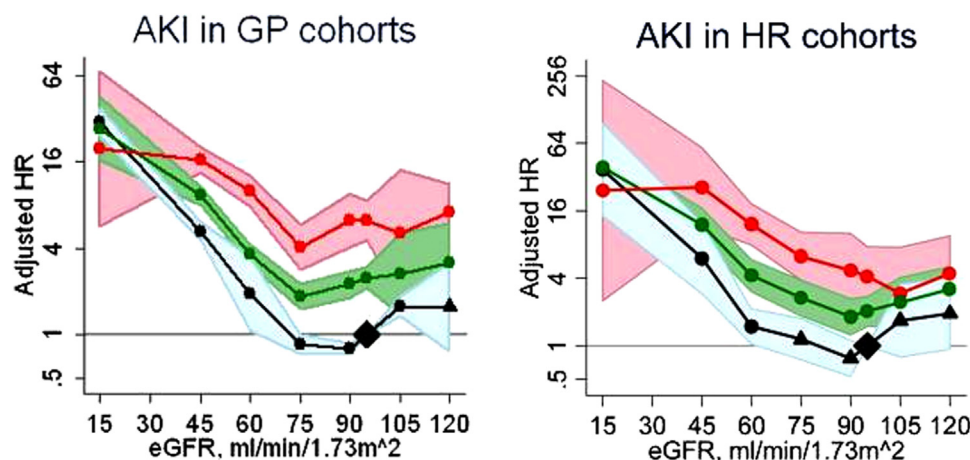 AKI in GP cohorts
Adjusted HR
64
16
4
1
.5
15 30 45 60 75 90 105 120
eGFR, ml/min/1.73m^2
AKI in HR cohorts
Adjusted HR
256
64
16
4
1
.5
15 30 45 60 75 90 105 120
eGFR, ml/min/1.73m^2